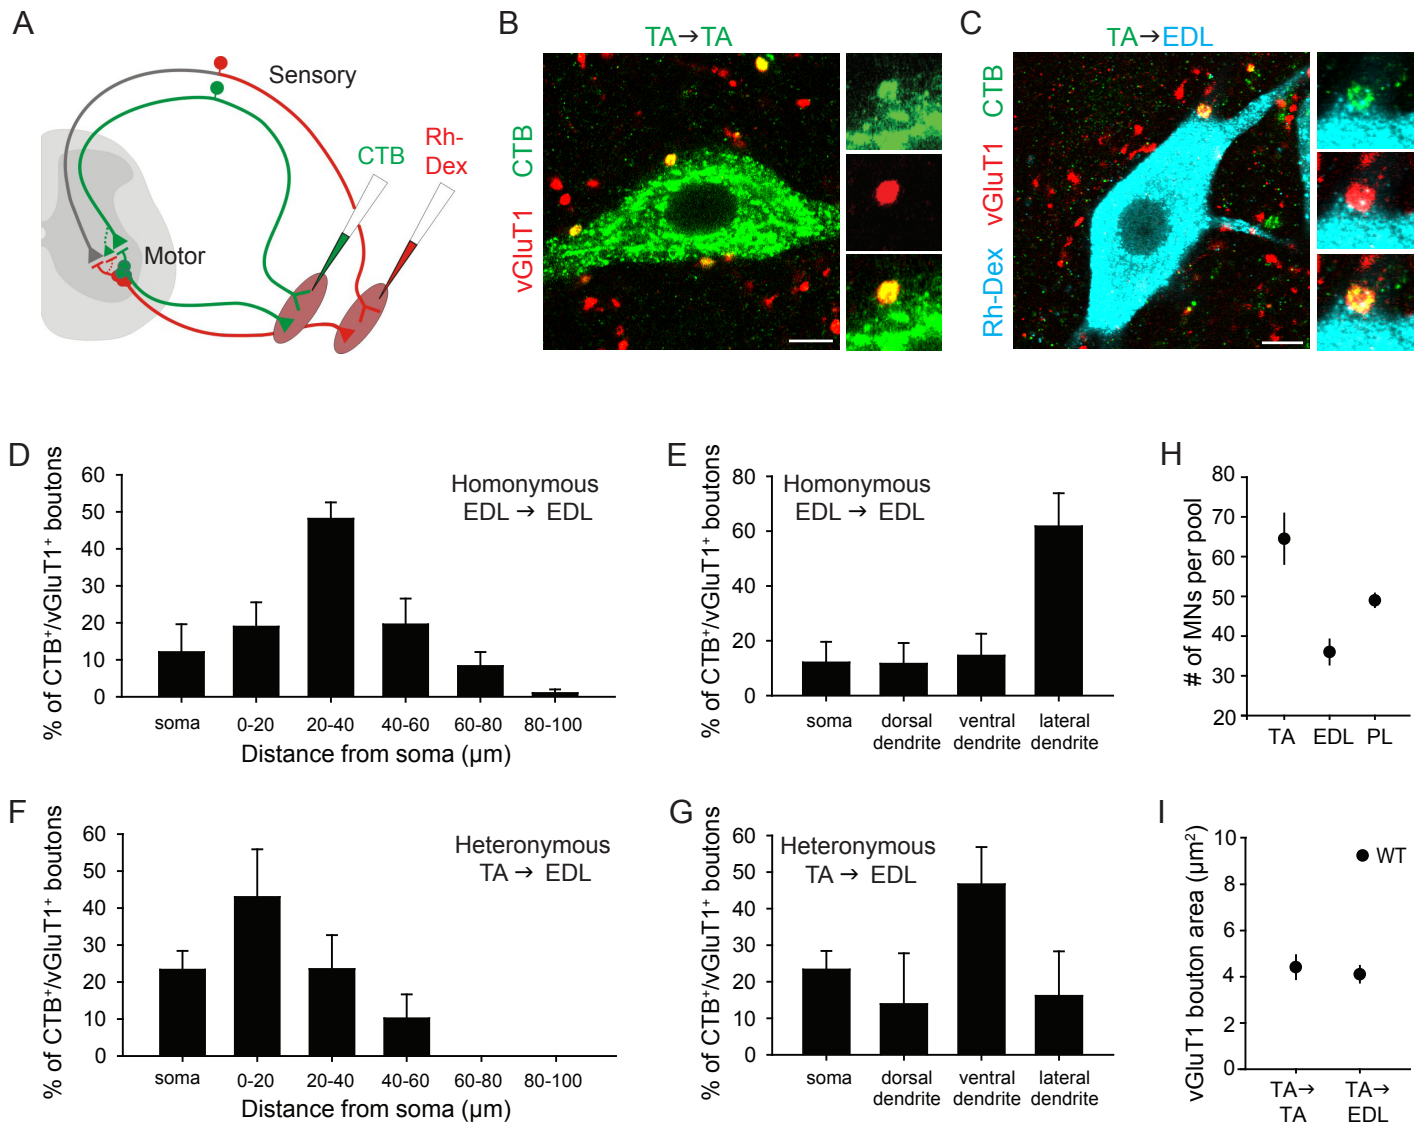 A
Sensory
CTB
Rh-
Dex
Motor
B
TA→TA
vGluT1 CTB
C
TA→EDL
Rh-Dex vGluT1 CTB
D
% of CTB⁺/vGluT1⁺ boutons
60
50
40
30
20
10
0
Homonymous
EDL → EDL
soma 0-20 20-40 40-60 60-80 80-100
Distance from soma (µm)
E
% of CTB⁺/vGluT1⁺ boutons
80
60
40
20
0
Homonymous
EDL → EDL
soma dorsal ventral lateral
dendrite dendrite dendrite
H
# of MNs per pool
80
70
60
50
40
30
20
TA EDL PL
F
% of CTB⁺/vGluT1⁺ boutons
60
50
40
30
20
10
0
Heteronymous
TA → EDL
soma 0-20 20-40 40-60 60-80 80-100
Distance from soma (µm)
G
% of CTB⁺/vGluT1⁺ boutons
60
50
40
30
20
10
0
Heteronymous
TA → EDL
soma dorsal ventral lateral
dendrite dendrite dendrite
I
vGluT1 bouton area (µm²)
10
8
6
4
2
0
WT
TA→ TA→
TA EDL